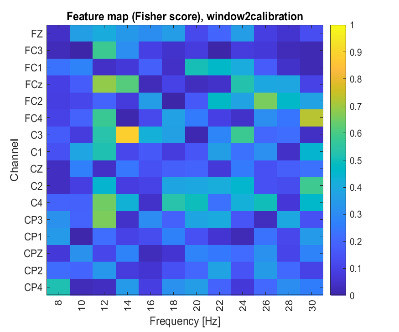 Feature map (Fisher score), window2calibration
FZ
FC3
FC1
FCz
FC2
FC4
C3
C1
CZ
C2
C4
CP3
CP1
CPZ
CP2
CP4
Channel
8 10 12 14 16 18 20 22 24 26 28 30
Frequency [Hz]
1
0.9
0.8
0.7
0.6
0.5
0.4
0.3
0.2
0.1
0